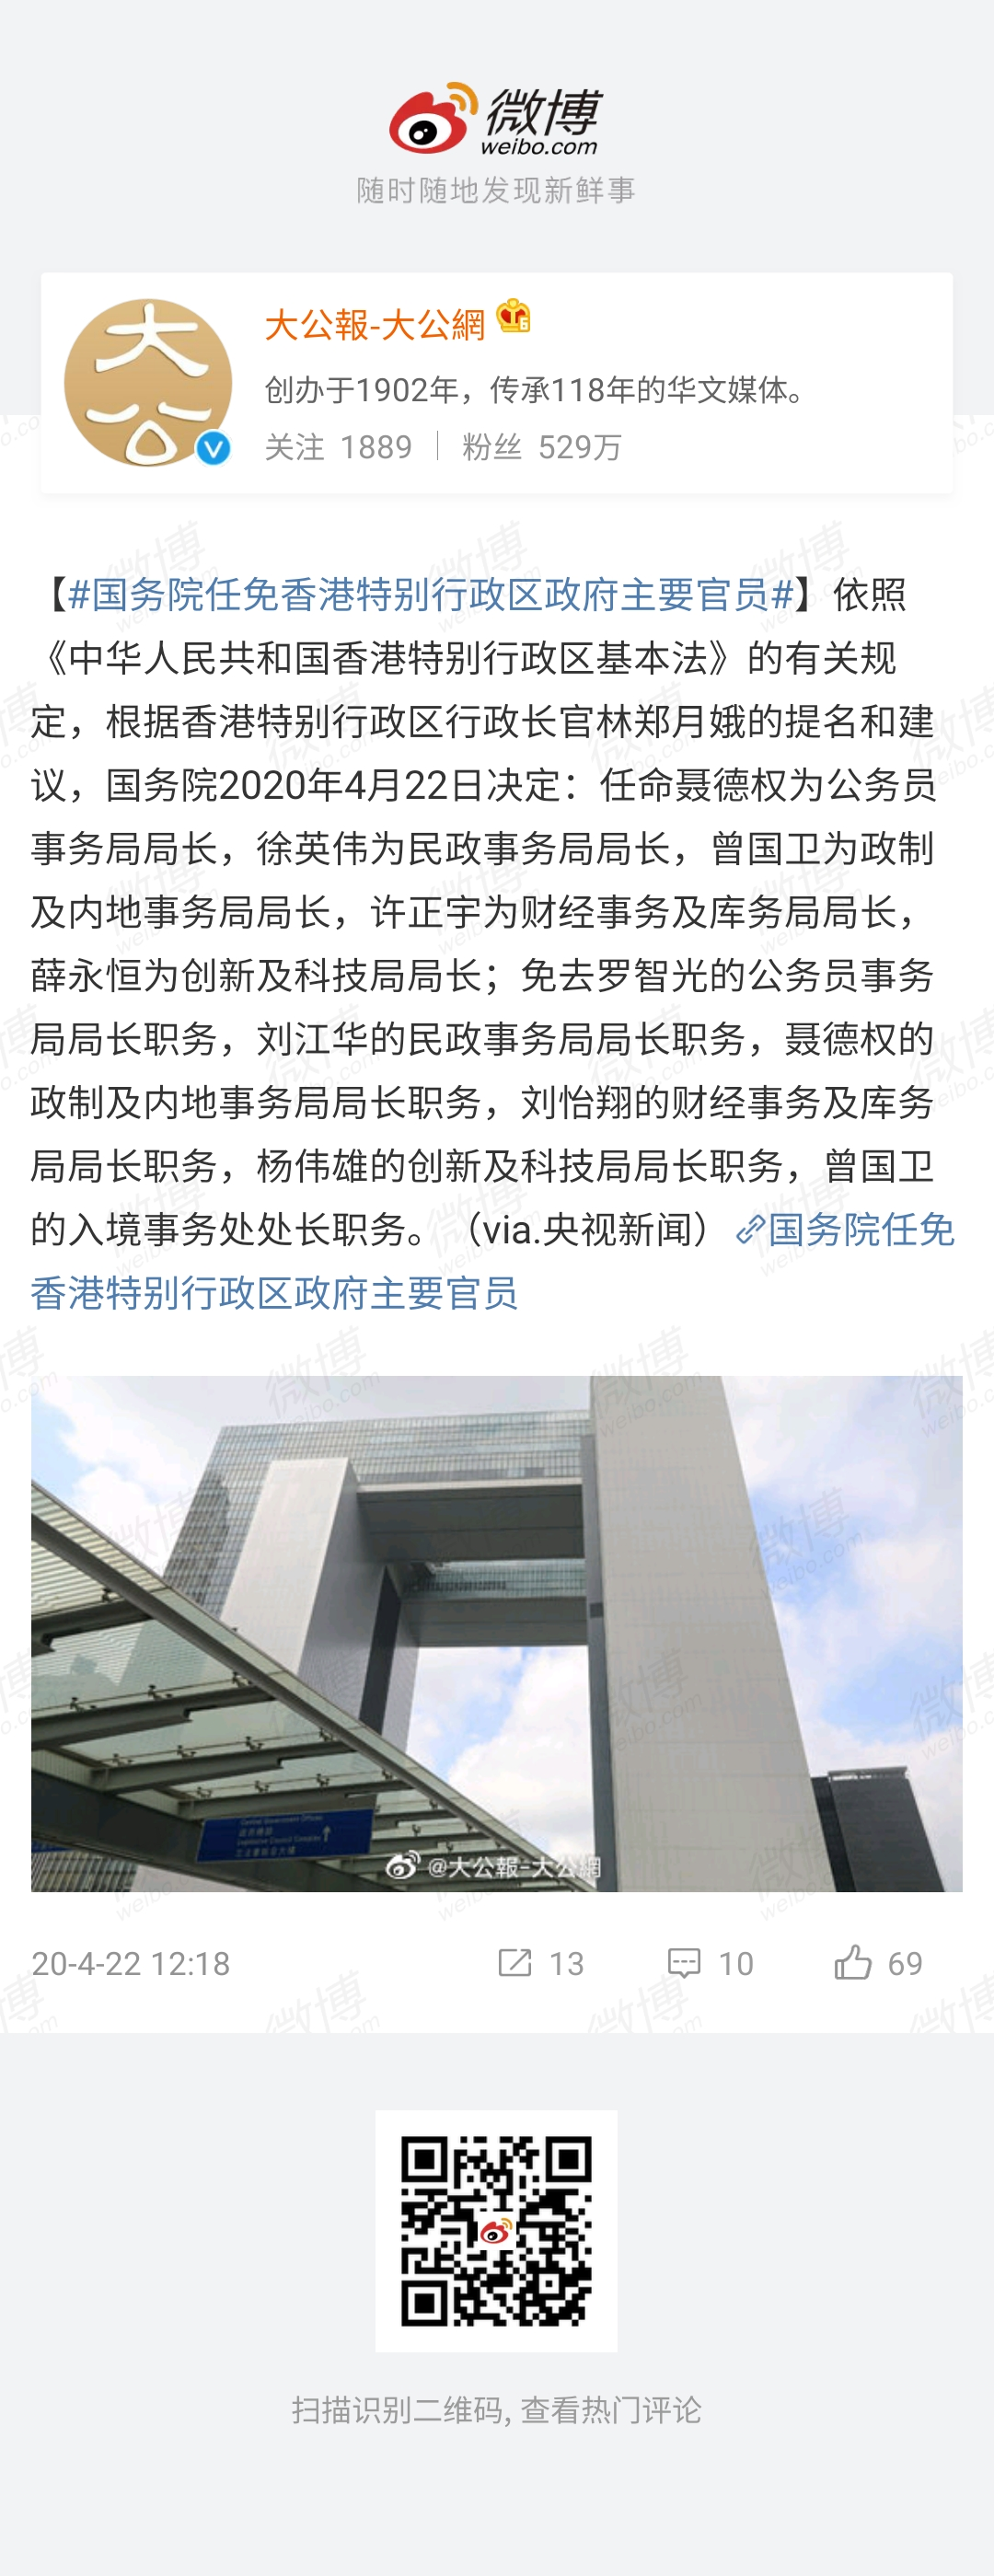 微博
weibo.com
随时随地发现新鲜事
大公
大公報-大公網
创办于1902年，传承118年的华文媒体。
关注 1889 | 粉丝 529万
【#国务院任免香港特别行政区政府主要官员#】依照
《中华人民共和国香港特别行政区基本法》的有关规
定，根据香港特别行政区行政长官林郑月娥的提名和建
议，国务院2020年4月22日决定：任命聂德权为公务员
事务局局长，徐英伟为民政事务局局长，曾国卫为政制
及内地事务局局长，许正宇为财经事务及库务局局长，
薛永恒为创新及科技局局长；免去罗智光的公务员事务
局局长职务，刘江华的民政事务局局长职务，聂德权的
政制及内地事务局局长职务，刘怡翔的财经事务及库务
局局长职务，杨伟雄的创新及科技局局长职务，曾国卫
的入境事务处处长职务。（via.央视新闻）国务院任免
香港特别行政区政府主要官员
Central Government Offices
政府總部
Legislative Council Complex
立法會綜合大樓
@大公報-大公網
20-4-22 12:18 13 10 69
扫描识别二维码, 查看热门评论